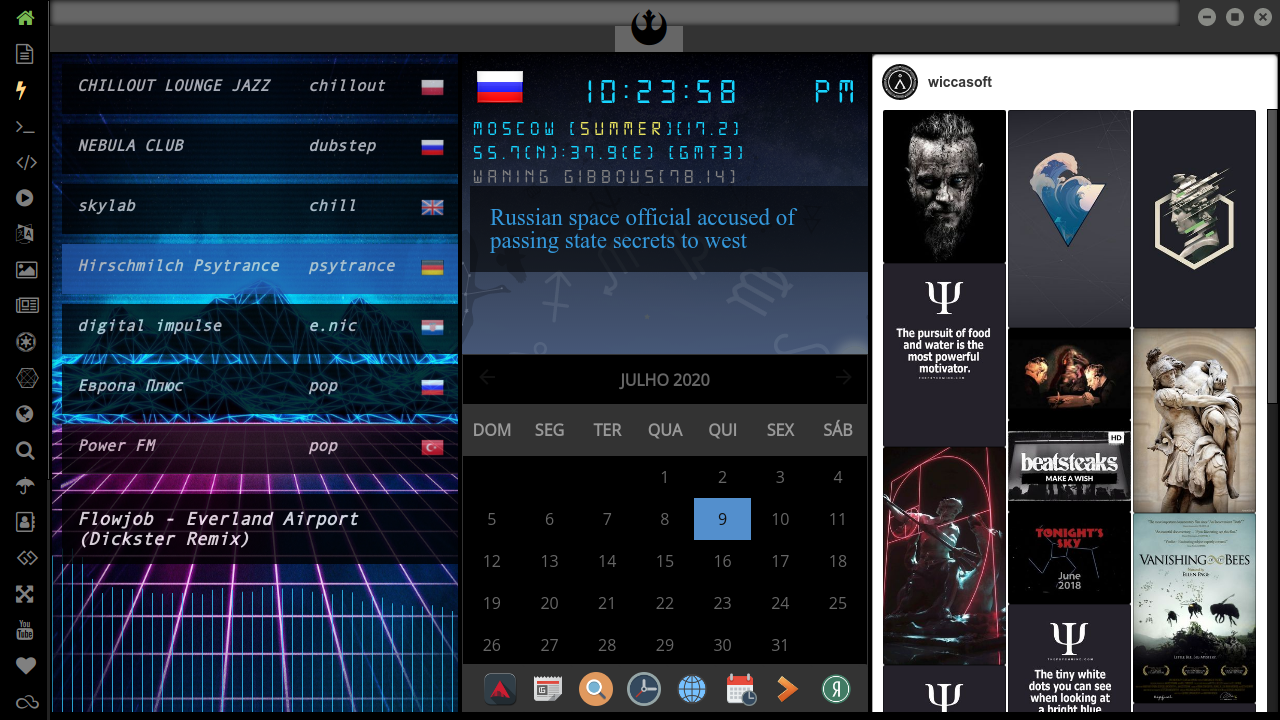 CHILLOUT LOUNGE JAZZ chillout
NEBULA CLUB dubstep
skylab chill
Hirschmilch Psytrance psytrance
digital impulse e.nic
Европа Плюс pop
Power FM pop
Flowjob - Everland Airport
(Dickster Remix)
10:23:58 PM
MOSCOW (SUMMER)(17.2)
55.7(N):37.9(E) (GMT3)
WANING GIBBOUS(78.14)
Russian space official accused of
passing state secrets to west
JULHO 2020
DOM SEG TER QUA QUI SEX SÁB
1 2 3 4
5 6 7 8 9 10 11
12 13 14 15 16 17 18
19 20 21 22 23 24 25
26 27 28 29 30 31
Я
wiccasoft
Ψ
The pursuit of food
and water is the
most powerful
motivator.
HD
beatsteaks
MAKE A WISH
TONIGHT'S
SKY
June
2018
VANISHING OF THE BEES
ELLEN PAGE
Ψ
The tiny white
dots you can see
when looking at
a bright blue
Ψ
You
Tube